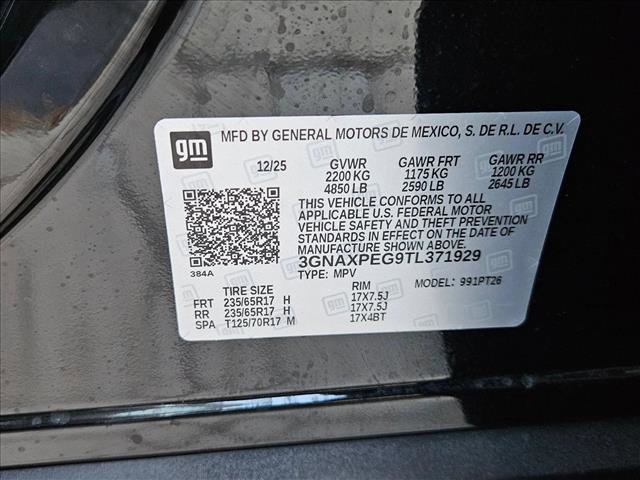 gm MFD BY GENERAL MOTORS DE MEXICO, S. DE R.L. DE C.V.
12/25 GVWR GAWR FRT GAWR RR
2200 KG 1175 KG 1200 KG
4850 LB 2590 LB 2645 LB
THIS VEHICLE CONFORMS TO ALL
APPLICABLE U.S. FEDERAL MOTOR
VEHICLE SAFETY AND THEFT PREVENTION
STANDARDS IN EFFECT ON THE DATE OF
MANUFACTURE SHOWN ABOVE.
384A 3GNAXPEG9TL371929
TYPE: MPV
TIRE SIZE RIM MODEL: 991PT26
FRT 235/65R17 H 17X7.5J
RR 235/65R17 H 17X7.5J
SPA T125/70R17 M 17X4BT